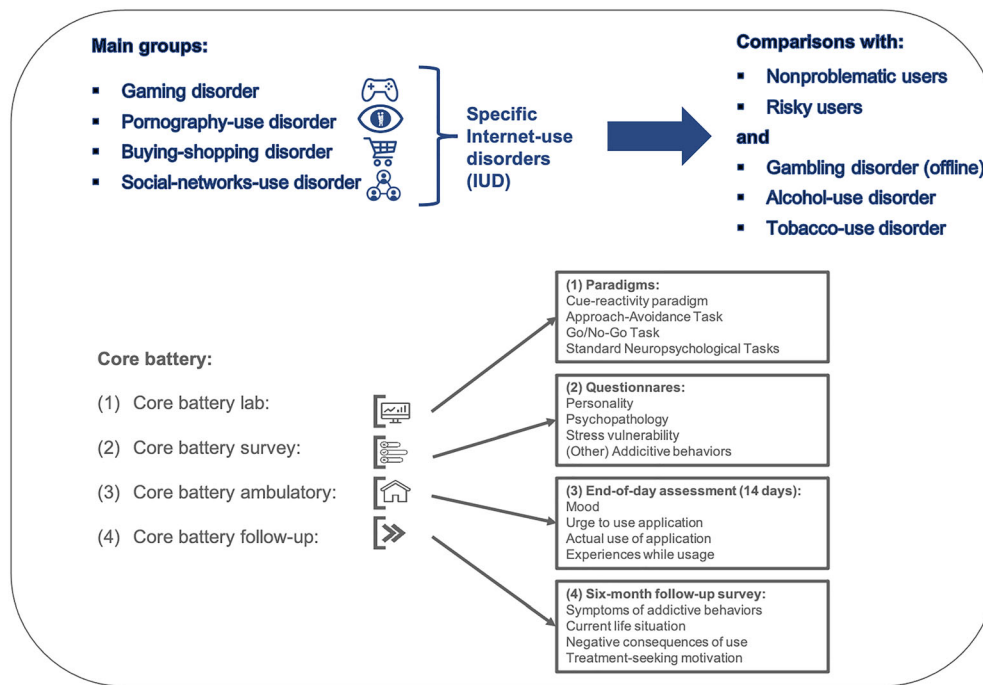 Main groups:
▪ Gaming disorder
▪ Pornography-use disorder
▪ Buying-shopping disorder
▪ Social-networks-use disorder
Specific
Internet-use
disorders
(IUD)
Comparisons with:
▪ Nonproblematic users
▪ Risky users
and
▪ Gambling disorder (offline)
▪ Alcohol-use disorder
▪ Tobacco-use disorder
Core battery:
(1) Core battery lab:
(2) Core battery survey:
(3) Core battery ambulatory:
(4) Core battery follow-up:
(1) Paradigms:
Cue-reactivity paradigm
Approach-Avoidance Task
Go/No-Go Task
Standard Neuropsychological Tasks
(2) Questionnares:
Personality
Psychopathology
Stress vulnerability
(Other) Addicitive behaviors
(3) End-of-day assessment (14 days):
Mood
Urge to use application
Actual use of application
Experiences while usage
(4) Six-month follow-up survey:
Symptoms of addictive behaviors
Current life situation
Negative consequences of use
Treatment-seeking motivation